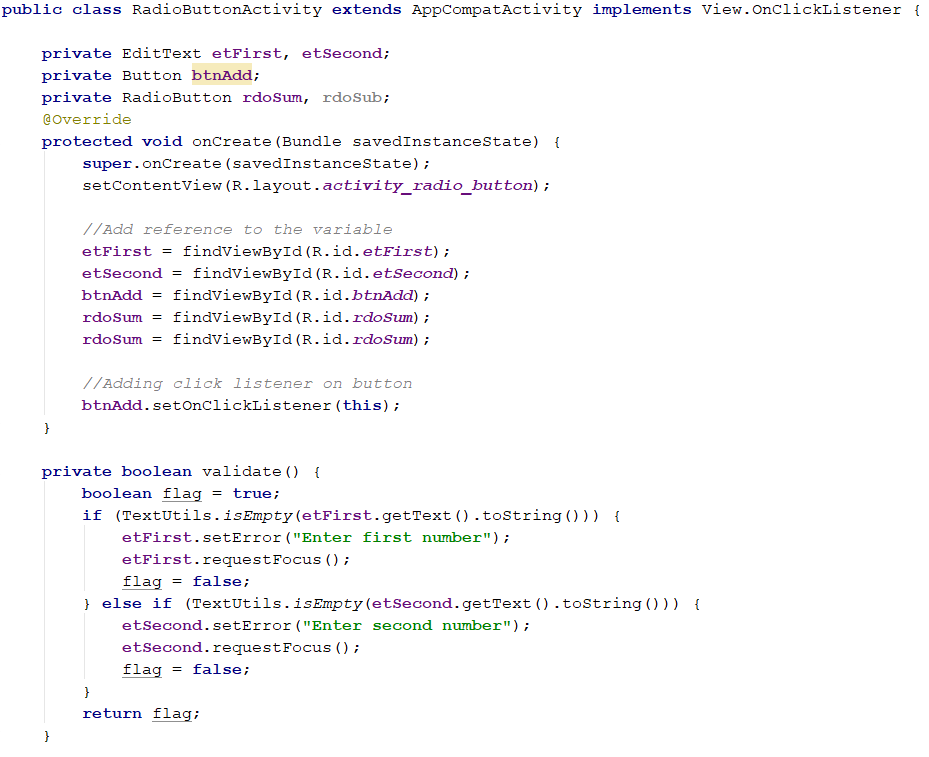 public class RadioButtonActivity extends AppCompatActivity implements View.OnClickListener {
private EditText etFirst, etSecond;
private Button btnAdd;
private RadioButton rdoSum, rdoSub;
@Override
protected void onCreate(Bundle savedInstanceState) {
super.onCreate(savedInstanceState);
setContentView(R.layout.activity_radio_button);
//Add reference to the variable
etFirst = findViewById(R.id.etFirst);
etSecond = findViewById(R.id.etSecond);
btnAdd = findViewById(R.id.btnAdd);
rdoSum = findViewById(R.id.rdoSum);
rdoSum = findViewById(R.id.rdoSum);
//Adding click listener on button
btnAdd.setOnClickListener(this);
}
private boolean validate() {
boolean flag = true;
if (TextUtils.isEmpty(etFirst.getText().toString())) {
etFirst.setError("Enter first number");
etFirst.requestFocus();
flag = false;
} else if (TextUtils.isEmpty(etSecond.getText().toString())) {
etSecond.setError("Enter second number");
etSecond.requestFocus();
flag = false;
}
return flag;
}